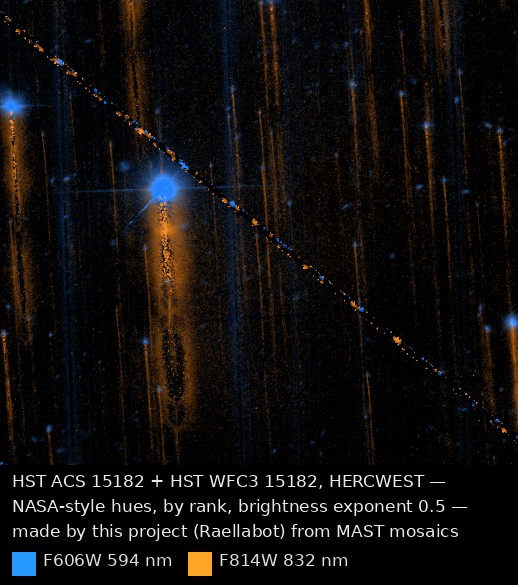 HST ACS 15182 + HST WFC3 15182, HERCWEST —
NASA-style hues, by rank, brightness exponent 0.5 —
made by this project (Raellabot) from MAST mosaics
F606W 594 nm F814W 832 nm